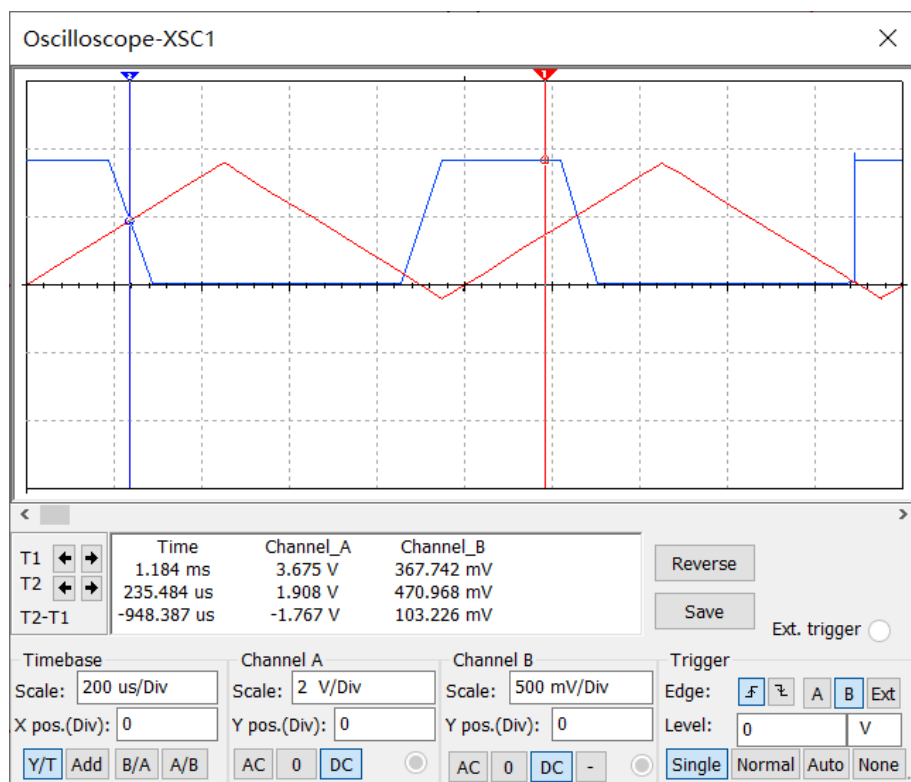 Oscilloscope-XSC1
2 1
T1 T2 T2-T1
Time Channel_A Channel_B
1.184 ms 3.675 V 367.742 mV
235.484 us 1.908 V 470.968 mV
-948.387 us -1.767 V 103.226 mV
Reverse
Save
Ext. trigger
Timebase
Scale: 200 us/Div
X pos.(Div): 0
Y/T Add B/A A/B
Channel A
Scale: 2 V/Div
Y pos.(Div): 0
AC 0 DC
Channel B
Scale: 500 mV/Div
Y pos.(Div): 0
AC 0 DC -
Trigger
Edge: A B Ext
Level: 0 V
Single Normal Auto None